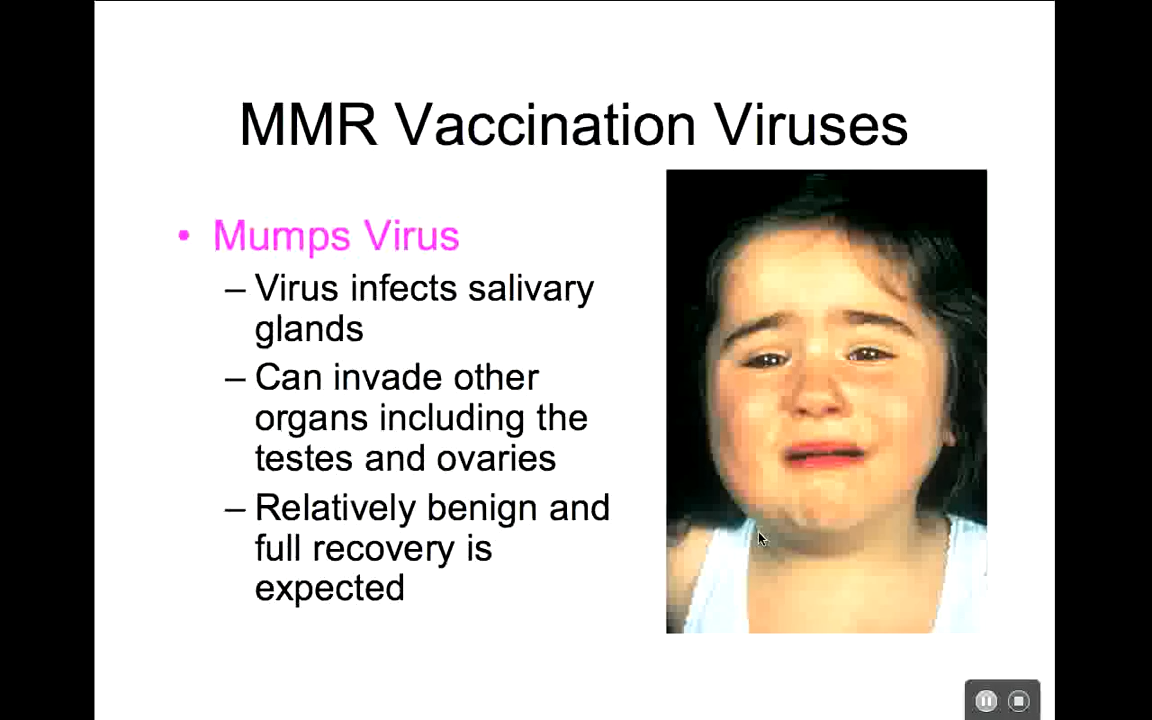 MMR Vaccination Viruses
• Mumps Virus
– Virus infects salivary
glands
– Can invade other
organs including the
testes and ovaries
– Relatively benign and
full recovery is
expected